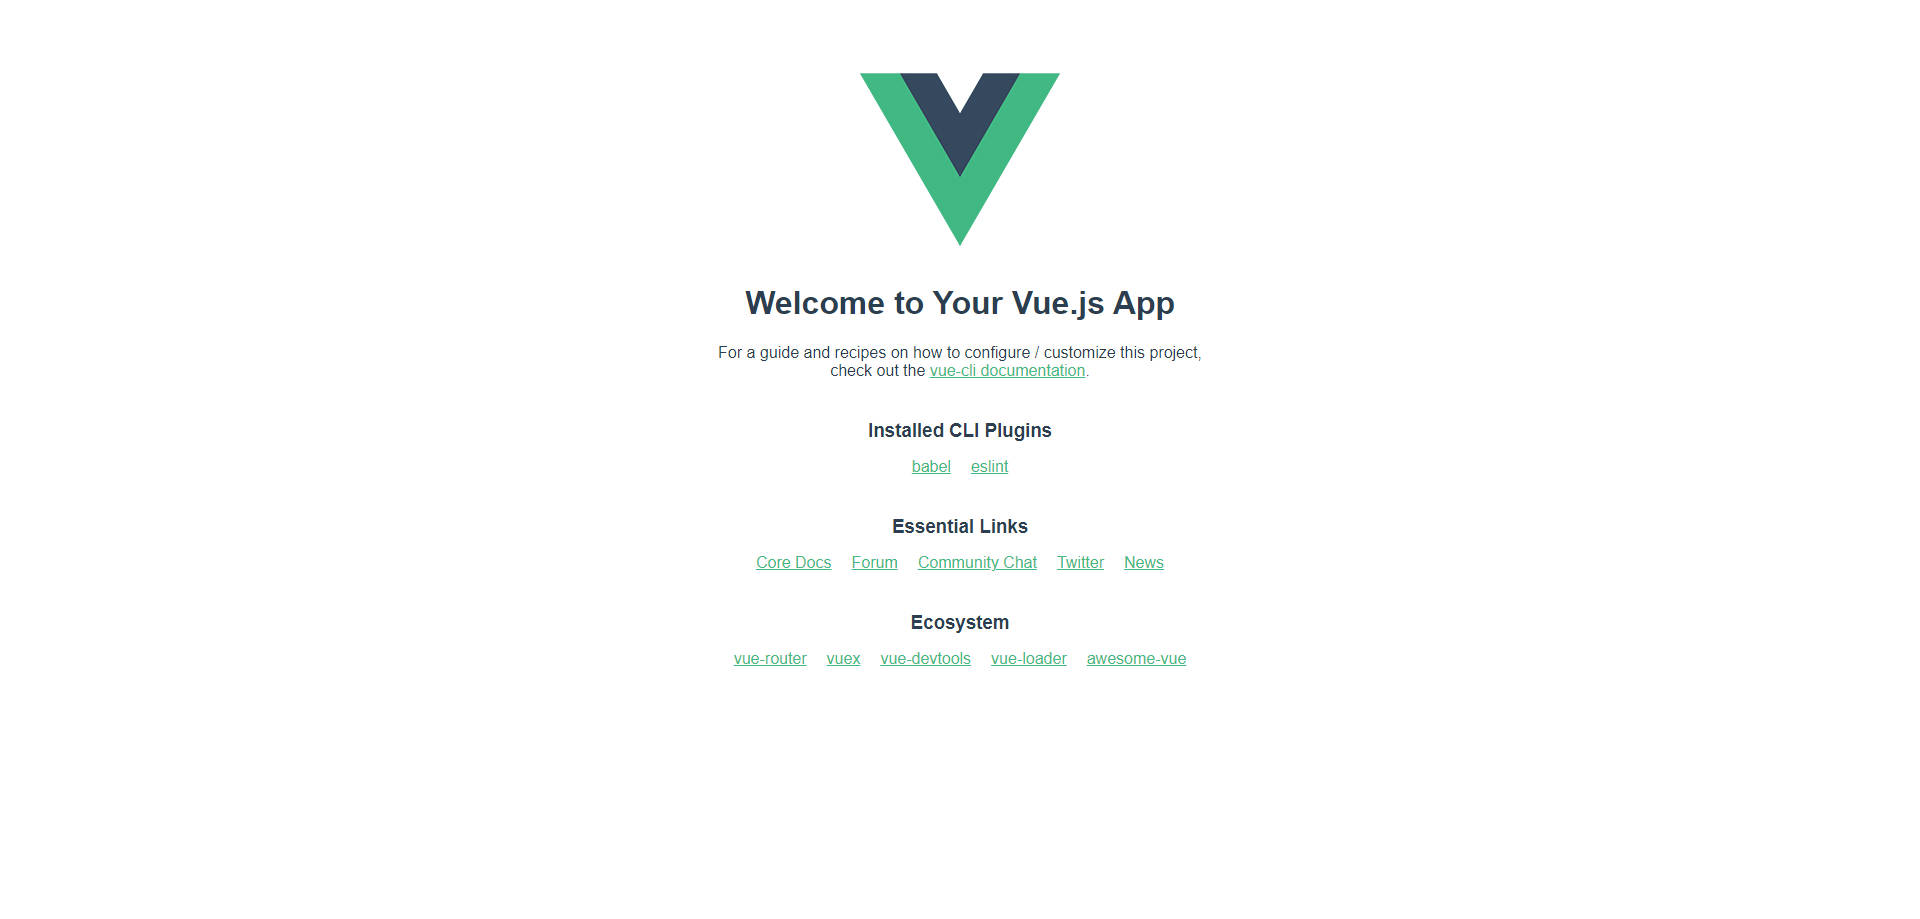 Welcome to Your Vue.js App
For a guide and recipes on how to configure / customize this project,
check out the vue-cli documentation.
Installed CLI Plugins
babel eslint
Essential Links
Core Docs Forum Community Chat Twitter News
Ecosystem
vue-router vuex vue-devtools vue-loader awesome-vue